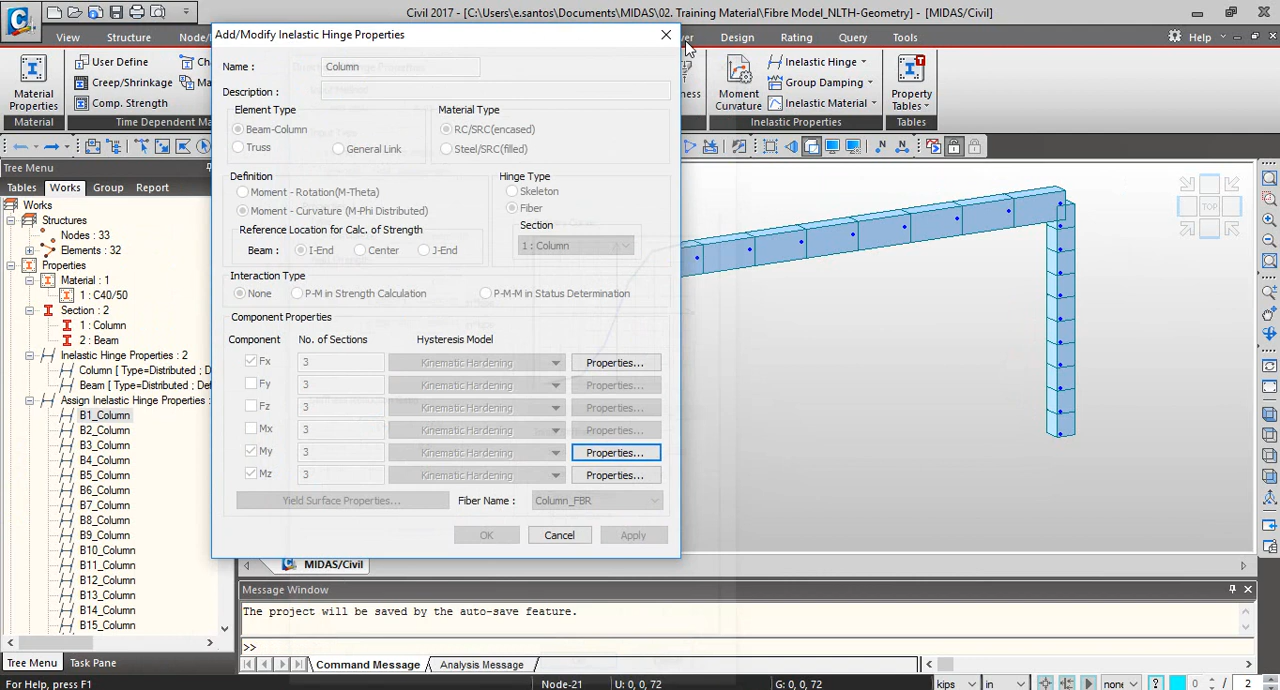 Civil 2017 - [C:\Users\e.santos\Documents\MIDAS\02. Training Material\Fibre Model_NLTH-Geometry] - [MIDAS/Civil]
View Structure Node/ Design Rating Query Tools Help
Add/Modify Inelastic Hinge Properties
Material Properties
Material
User Define
Creep/Shrinkage
Comp. Strength
Time Dependent
Moment Curvature
Inelastic Hinge
Group Damping
Inelastic Material
Inelastic Properties
Property Tables
Tables
Tree Menu
Tables Works Group Report
Works
Structures
Nodes : 33
Elements : 32
Properties
Material : 1
1 : C40/50
Section : 2
1 : Column
2 : Beam
Inelastic Hinge Properties : 2
Column [ Type=Distributed ; D
Beam [ Type=Distributed ; De
Assign Inelastic Hinge Properties :
B1_Column
B2_Column
B3_Column
B4_Column
B5_Column
B6_Column
B7_Column
B8_Column
B9_Column
B10_Column
B11_Column
B12_Column
B13_Column
B14_Column
B15_Column
Tree Menu Task Pane
Name : Column
Description :
Element Type
Beam-Column
Truss General Link
Material Type
RC/SRC(encased)
Steel/SRC(filled)
Definition
Moment - Rotation(M-Theta)
Moment - Curvature (M-Phi Distributed)
Reference Location for Calc. of Strength
Beam : I-End Center J-End
Hinge Type
Skeleton
Fiber
Section
1 : Column
Interaction Type
None P-M in Strength Calculation P-M-M in Status Determination
Component Properties
Component No. of Sections Hysteresis Model
Fx 3 Kinematic Hardening Properties...
Fy 3 Kinematic Hardening Properties...
Fz 3 Kinematic Hardening Properties...
Mx 3 Kinematic Hardening Properties...
My 3 Kinematic Hardening Properties...
Mz 3 Kinematic Hardening Properties...
Yield Surface Properties... Fiber Name : Column_FBR
OK Cancel Apply
TOP
MIDAS/Civil
Message Window
The project will be saved by the auto-save feature.
>>
Command Message Analysis Message
For Help, press F1 Node-21 U: 0, 0, 72 G: 0, 0, 72 kips in none ? 0 / 2